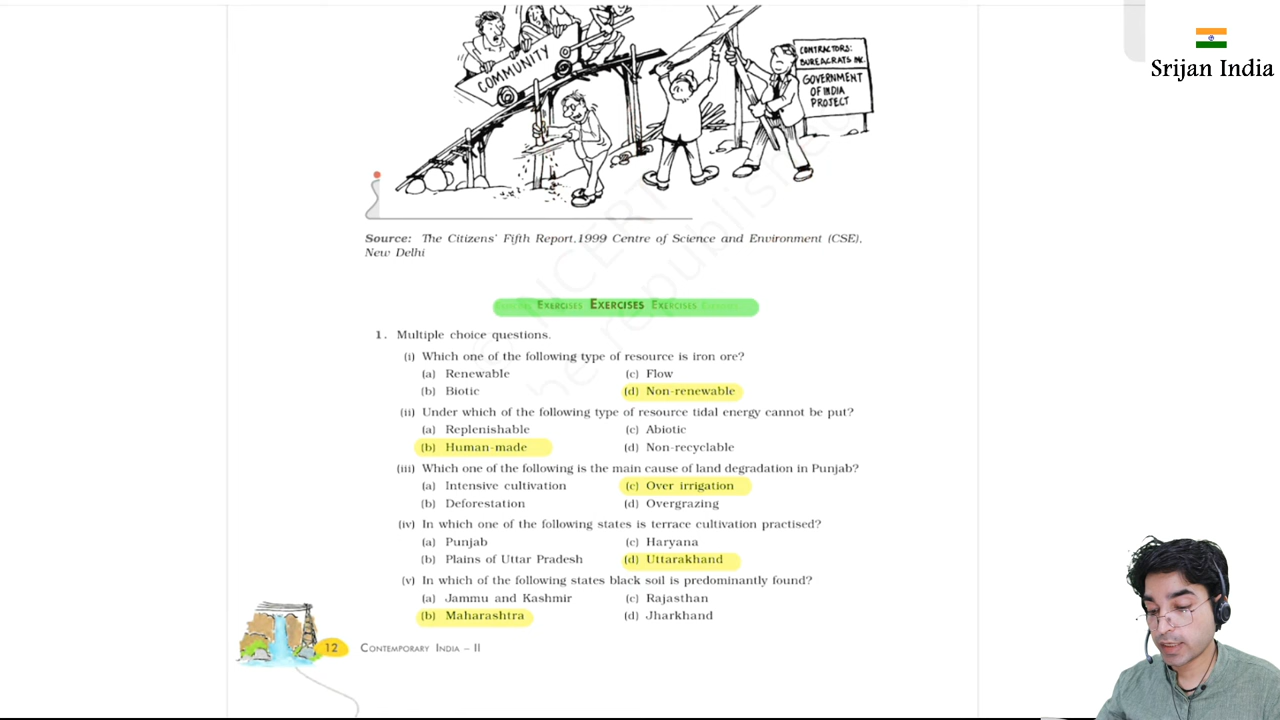 Srijan India
COMMUNITY
CONTRACTORS:
BUREACRATS INC.
GOVERNMENT
OF INDIA
PROJECT
Source: The Citizens' Fifth Report,1999 Centre of Science and Environment (CSE),
New Delhi
EXERCISES EXERCISES EXERCISES
1. Multiple choice questions.
(i) Which one of the following type of resource is iron ore?
(a) Renewable (c) Flow
(b) Biotic (d) Non-renewable
(ii) Under which of the following type of resource tidal energy cannot be put?
(a) Replenishable (c) Abiotic
(b) Human-made (d) Non-recyclable
(iii) Which one of the following is the main cause of land degradation in Punjab?
(a) Intensive cultivation (c) Over irrigation
(b) Deforestation (d) Overgrazing
(iv) In which one of the following states is terrace cultivation practised?
(a) Punjab (c) Haryana
(b) Plains of Uttar Pradesh (d) Uttarakhand
(v) In which of the following states black soil is predominantly found?
(a) Jammu and Kashmir (c) Rajasthan
(b) Maharashtra (d) Jharkhand
12 CONTEMPORARY INDIA – II